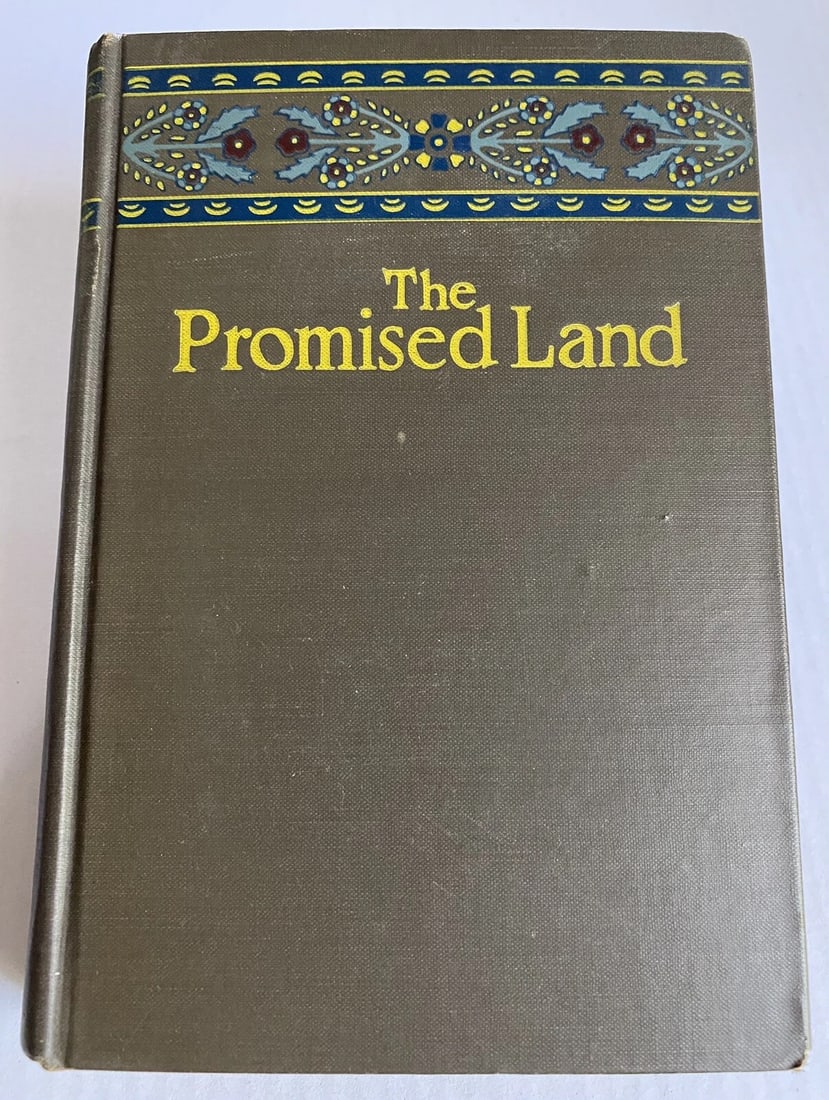 The
Promised Land